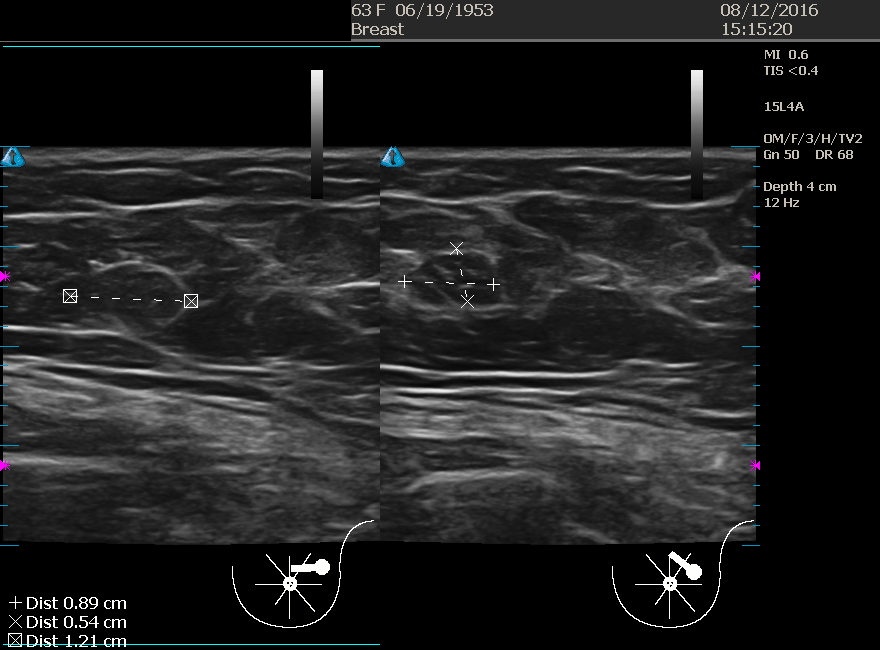 63 F 06/19/1953 08/12/2016
Breast 15:15:20
MI 0.6
TIS <0.4
15L4A
OM/F/3/H/TV2
Gn 50 DR 68
Depth 4 cm
12 Hz
Dist 0.89 cm
Dist 0.54 cm
Dist 1.21 cm